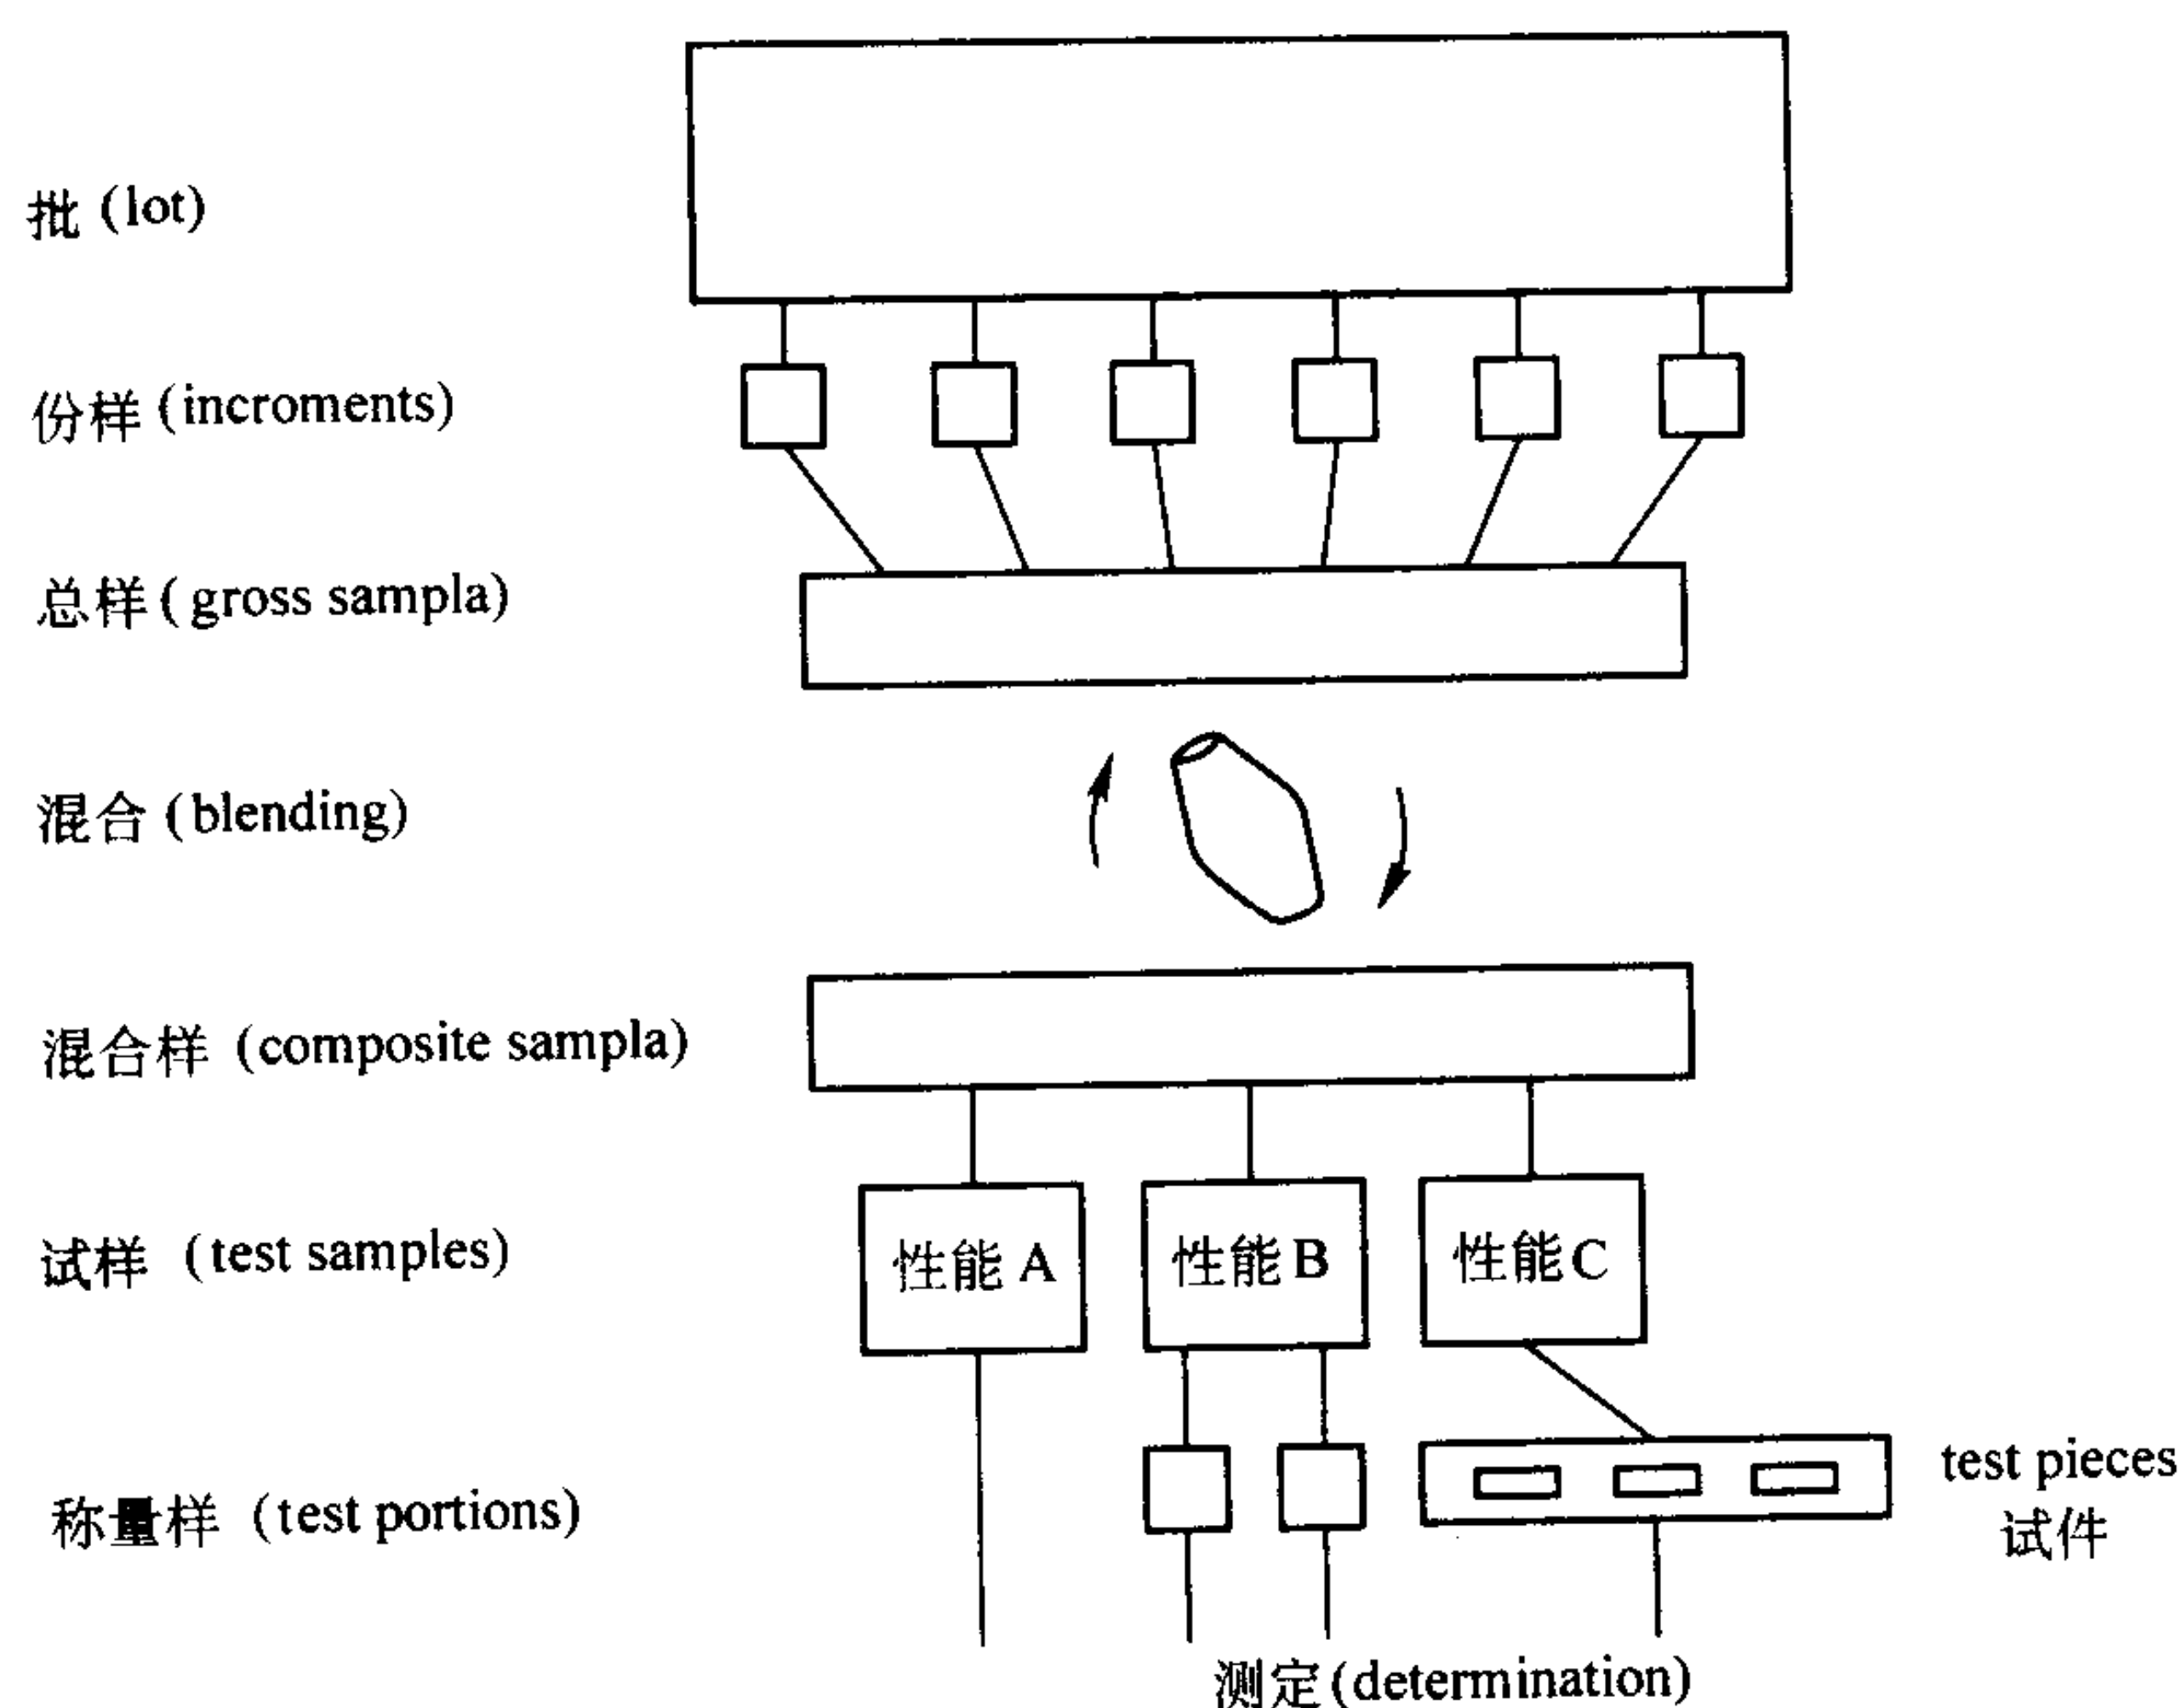 批 (lot)
份样 (incroments)
总样 (gross sampla)
混合 (blending)
混合样 (composite sampla)
试样 (test samples)
性能 A
性能 B
性能 C
称量样 (test portions)
test pieces
试件
测定 (determination)